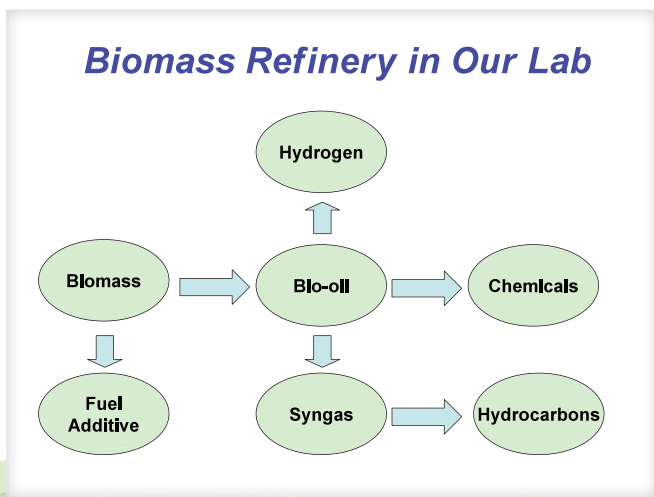 Biomass Refinery in Our Lab
Hydrogen
Biomass
Bio-oil
Chemicals
Fuel
Additive
Syngas
Hydrocarbons